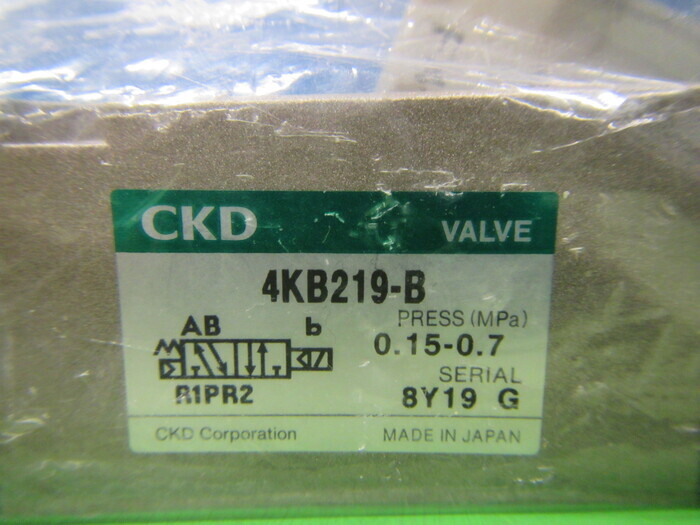 CKD VALVE
4KB219-B
AB b
R1PR2
PRESS (MPa)
0.15-0.7
SERIAL
8Y19 G
CKD Corporation MADE IN JAPAN